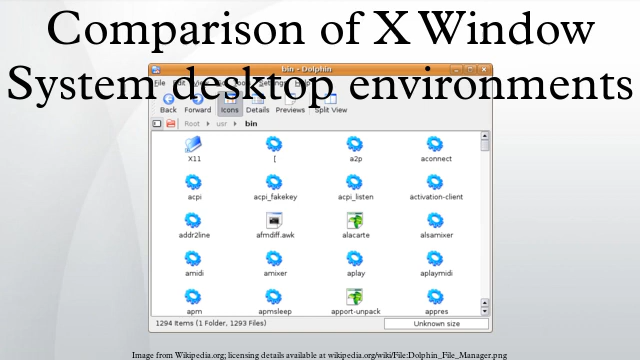 Comparison of X Window
System desktop environments
bin - Dolphin
File Edit
Back Forward Icons Details Previews Split View
Root usr bin
X11 [ a2p aconnect
acpi acpi_fakekey acpi_listen activation-client
addr2line afmdiff.awk alacarte alsamixer
amidi amixer aplay aplaymidi
apm apmsleep apport-unpack appres
1294 Items (1 Folder, 1293 Files) Unknown size
Image from Wikipedia.org; licensing details available at wikipedia.org/wiki/File:Dolphin_File_Manager.png